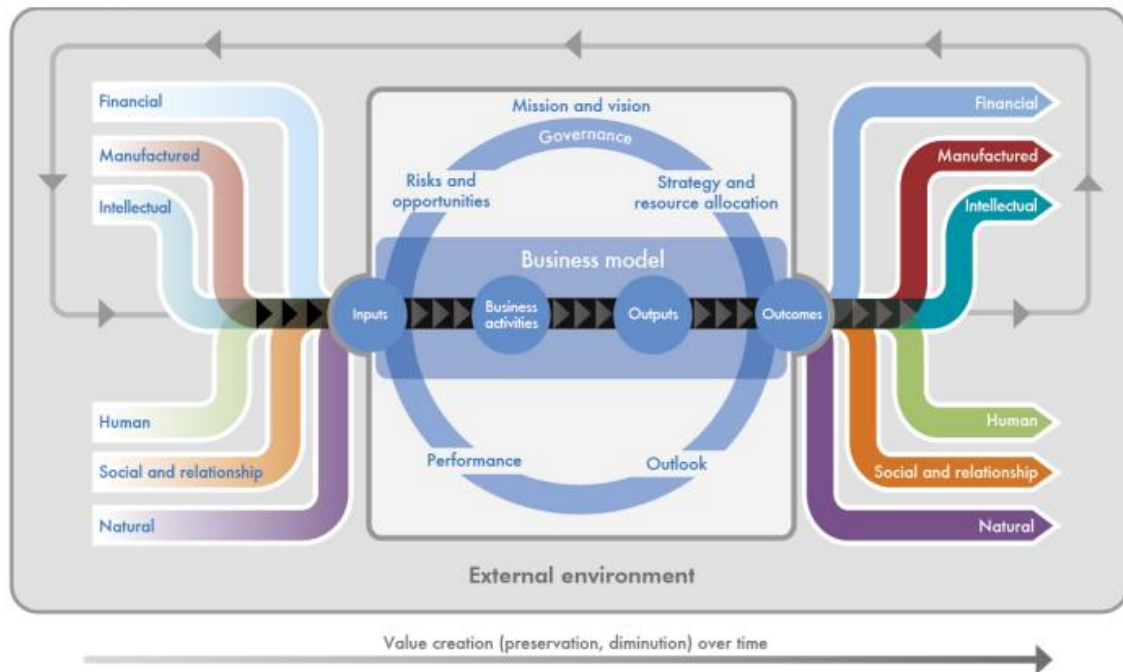 Financial
Manufactured
Intellectual
Human
Social and relationship
Natural
Mission and vision
Governance
Risks and
opportunities
Strategy and
resource allocation
Business model
Inputs
Business
activities
Outputs
Outcomes
Performance
Outlook
Financial
Manufactured
Intellectual
Human
Social and relationship
Natural
External environment
Value creation (preservation, diminution) over time